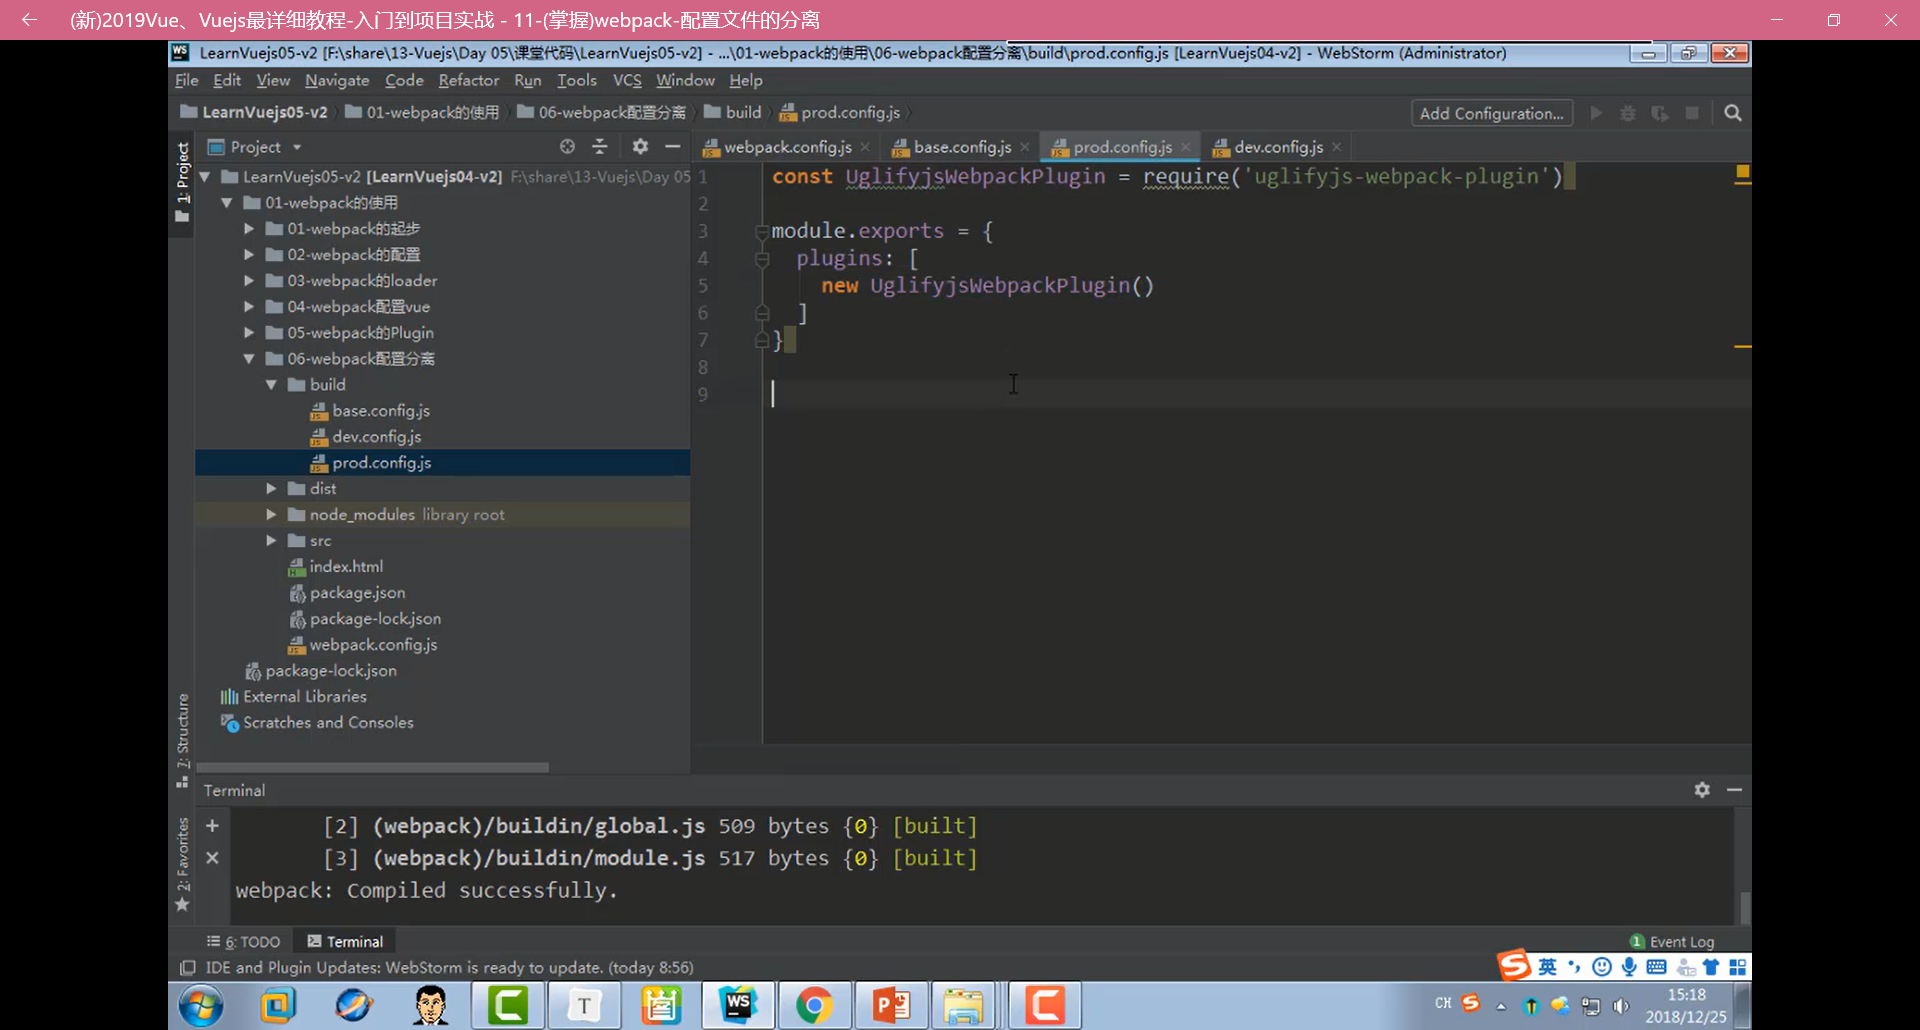 (新)2019Vue、Vuejs最详细教程-入门到项目实战 - 11-(掌握)webpack-配置文件的分离
LearnVuejs05-v2 [F:\share\13-Vuejs\Day 05\课堂代码\LearnVuejs05-v2] - ...\01-webpack的使用\06-webpack配置分离\build\prod.config.js [LearnVuejs04-v2] - WebStorm (Administrator)
File Edit View Navigate Code Refactor Run Tools VCS Window Help
LearnVuejs05-v2 01-webpack的使用 06-webpack配置分离 build prod.config.js Add Configuration...
1: Project
Project
webpack.config.js base.config.js prod.config.js dev.config.js
LearnVuejs05-v2 [LearnVuejs04-v2] F:\share\13-Vuejs\Day 05
01-webpack的使用
01-webpack的起步
02-webpack的配置
03-webpack的loader
04-webpack配置vue
05-webpack的Plugin
06-webpack配置分离
build
base.config.js
dev.config.js
prod.config.js
dist
node_modules library root
src
index.html
package.json
package-lock.json
webpack.config.js
package-lock.json
External Libraries
Scratches and Consoles
1 const UglifyjsWebpackPlugin = require('uglifyjs-webpack-plugin')
2
3 module.exports = {
4 plugins: [
5 new UglifyjsWebpackPlugin()
6 ]
7 }
8
9
7: Structure
2: Favorites
Terminal
[2] (webpack)/buildin/global.js 509 bytes {0} [built]
[3] (webpack)/buildin/module.js 517 bytes {0} [built]
webpack: Compiled successfully.
6: TODO Terminal 1 Event Log
IDE and Plugin Updates: WebStorm is ready to update. (today 8:56)
英
CH 15:18
2018/12/25